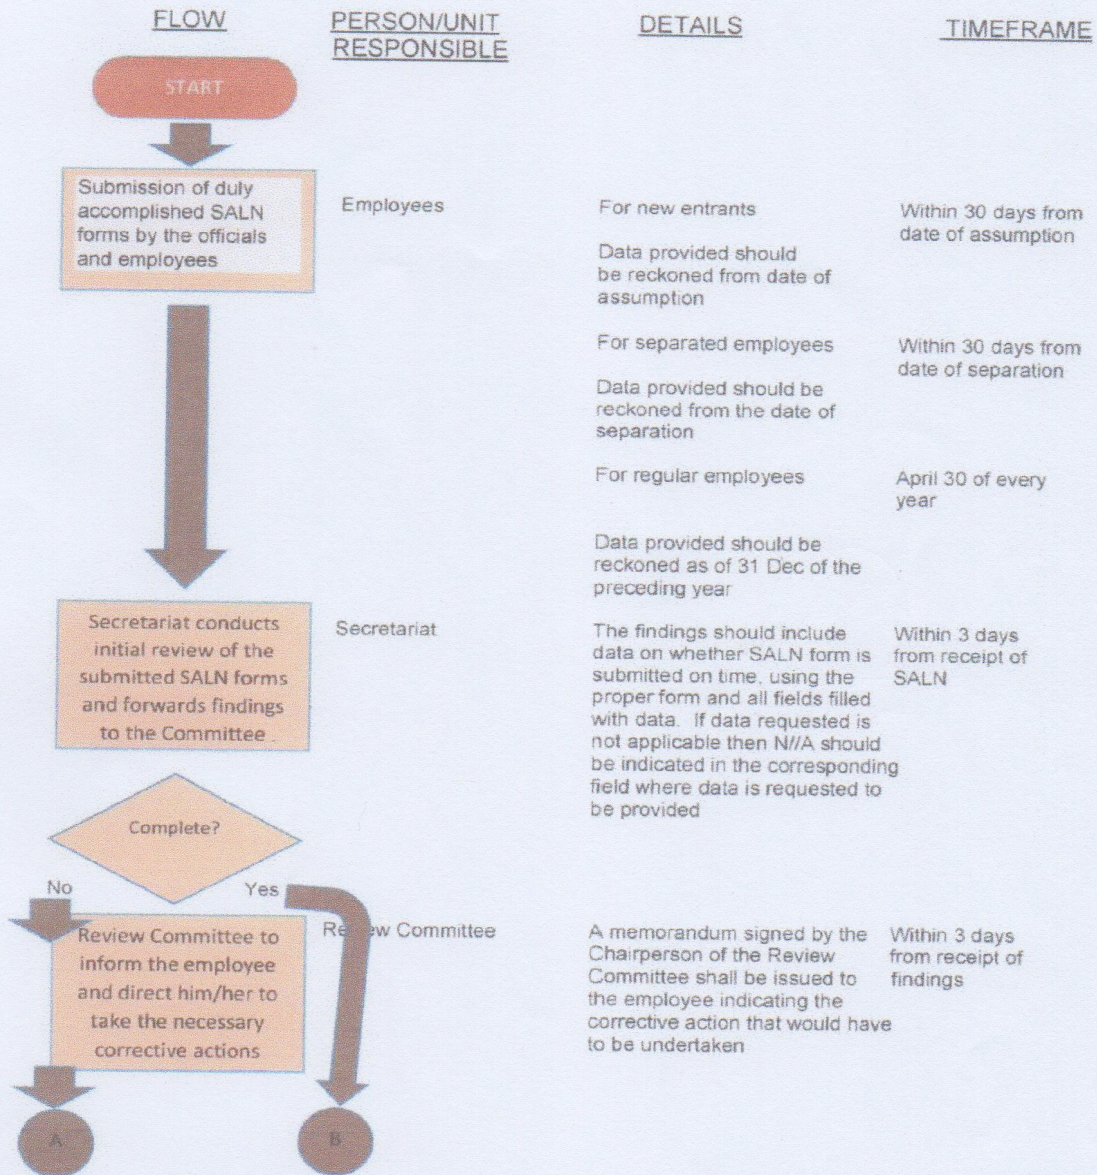 FLOW
PERSON/UNIT
RESPONSIBLE
DETAILS
TIMEFRAME
START
Submission of duly
accomplished SALN
forms by the officials
and employees
Employees
For new entrants
Within 30 days from
date of assumption
Data provided should
be reckoned from date of
assumption
For separated employees
Within 30 days from
date of separation
Data provided should be
reckoned from the date of
separation
For regular employees
April 30 of every
year
Data provided should be
reckoned as of 31 Dec of the
preceding year
Secretariat conducts
initial review of the
submitted SALN forms
and forwards findings
to the Committee
Secretariat
The findings should include
data on whether SALN form is
submitted on time, using the
proper form and all fields filled
with data. If data requested is
not applicable then N//A should
be indicated in the corresponding
field where data is requested to
be provided
Within 3 days
from receipt of
SALN
Complete?
No
Yes
Review Committee to
inform the employee
and direct him/her to
take the necessary
corrective actions
Review Committee
A memorandum signed by the
Chairperson of the Review
Committee shall be issued to
the employee indicating the
corrective action that would have
to be undertaken
Within 3 days
from receipt of
findings
A
B